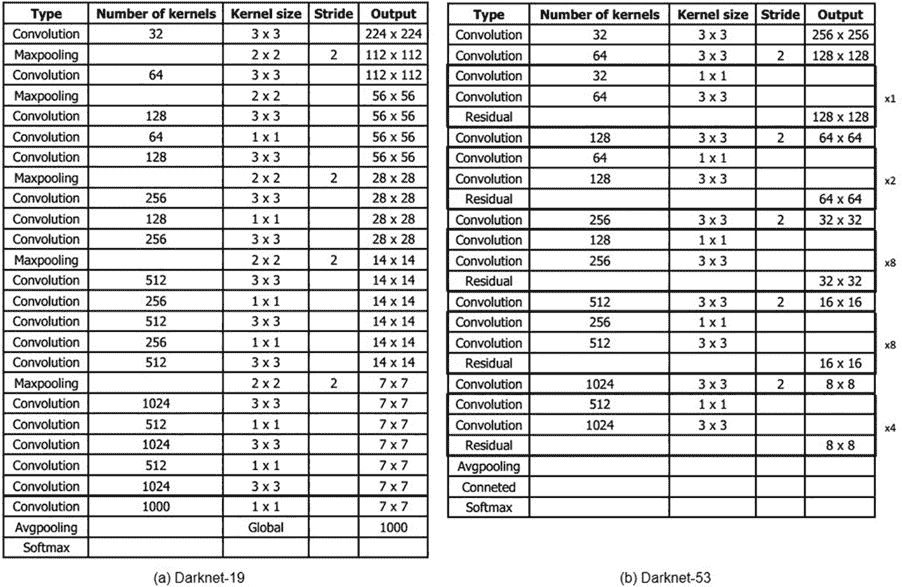 Type Number of kernels Kernel size Stride Output
Convolution 32 3 x 3 224 x 224
Maxpooling 2 x 2 2 112 x 112
Convolution 64 3 x 3 112 x 112
Maxpooling 2 x 2 56 x 56
Convolution 128 3 x 3 56 x 56
Convolution 64 1 x 1 56 x 56
Convolution 128 3 x 3 56 x 56
Maxpooling 2 x 2 2 28 x 28
Convolution 256 3 x 3 28 x 28
Convolution 128 1 x 1 28 x 28
Convolution 256 3 x 3 28 x 28
Maxpooling 2 x 2 2 14 x 14
Convolution 512 3 x 3 14 x 14
Convolution 256 1 x 1 14 x 14
Convolution 512 3 x 3 14 x 14
Convolution 256 1 x 1 14 x 14
Convolution 512 3 x 3 14 x 14
Maxpooling 2 x 2 2 7 x 7
Convolution 1024 3 x 3 7 x 7
Convolution 512 1 x 1 7 x 7
Convolution 1024 3 x 3 7 x 7
Convolution 512 1 x 1 7 x 7
Convolution 1024 3 x 3 7 x 7
Convolution 1000 1 x 1 7 x 7
Avgpooling Global 1000
Softmax
(a) Darknet-19
Type Number of kernels Kernel size Stride Output
Convolution 32 3 x 3 256 x 256
Convolution 64 3 x 3 2 128 x 128
Convolution 32 1 x 1
Convolution 64 3 x 3 x1
Residual 128 x 128
Convolution 128 3 x 3 2 64 x 64
Convolution 64 1 x 1
Convolution 128 3 x 3 x2
Residual 64 x 64
Convolution 256 3 x 3 2 32 x 32
Convolution 128 1 x 1
Convolution 256 3 x 3 x8
Residual 32 x 32
Convolution 512 3 x 3 2 16 x 16
Convolution 256 1 x 1
Convolution 512 3 x 3 x8
Residual 16 x 16
Convolution 1024 3 x 3 2 8 x 8
Convolution 512 1 x 1
Convolution 1024 3 x 3 x4
Residual 8 x 8
Avgpooling
Conneted
Softmax
(b) Darknet-53